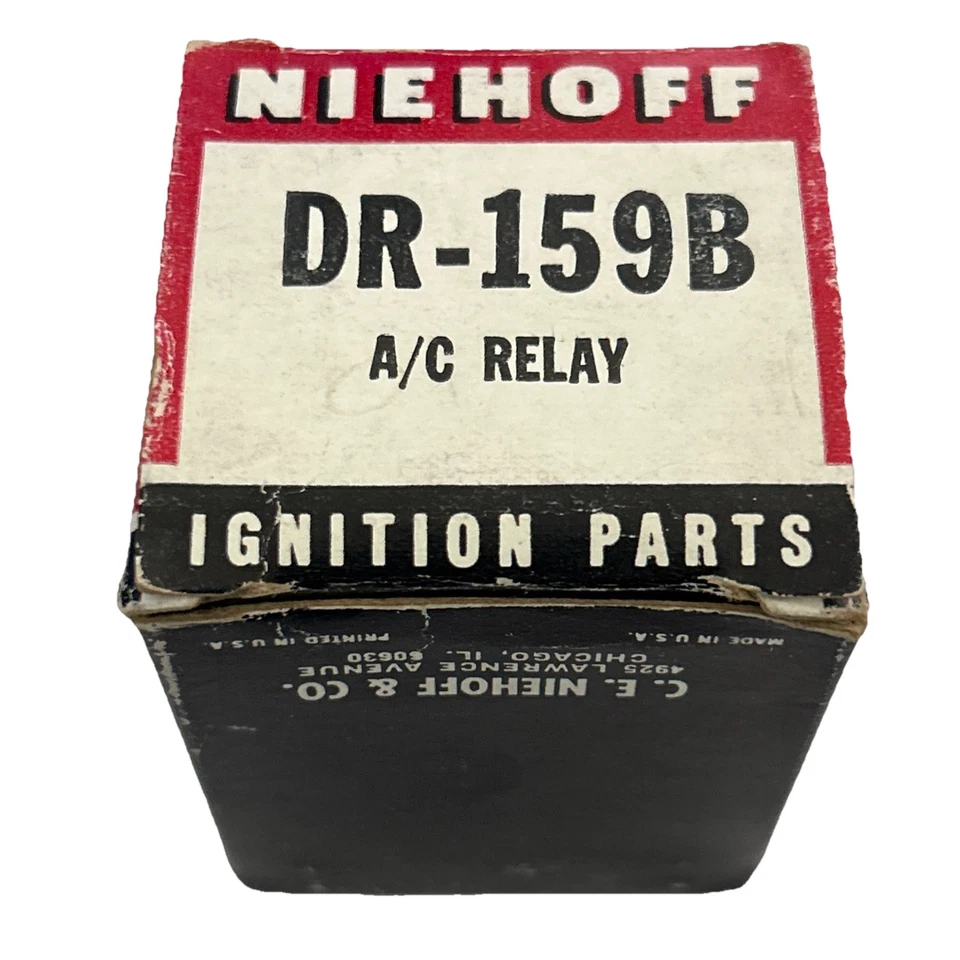 NIEHOFF
DR-159B
A/C RELAY
IGNITION PARTS
C. E. NIEHOFF & CO.
4925 LAWRENCE AVENUE
CHICAGO, IL. 60630
MADE IN U.S.A. PRINTED IN U.S.A.